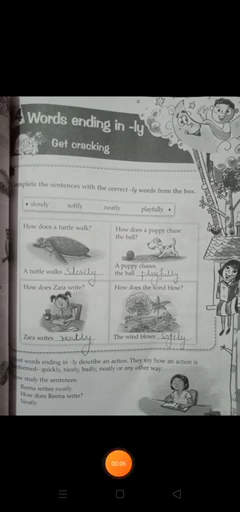 Words ending in -ly
Get cracking
complete the sentences with the correct -ly words from the box.
• slowly softly neatly playfully •
How does a turtle walk?
A turtle walks slowly
How does a puppy chase
the ball?
A puppy chases
the ball playfully
How does Zara write?
Zara writes neatly
How does the wind blow?
The wind blows softly
words ending in -ly describe an action. They say how an action is
performed– quickly, nicely, badly, neatly or any other way.
study the sentences.
Reema writes neatly.
How does Reema write?
Neatly
00:05